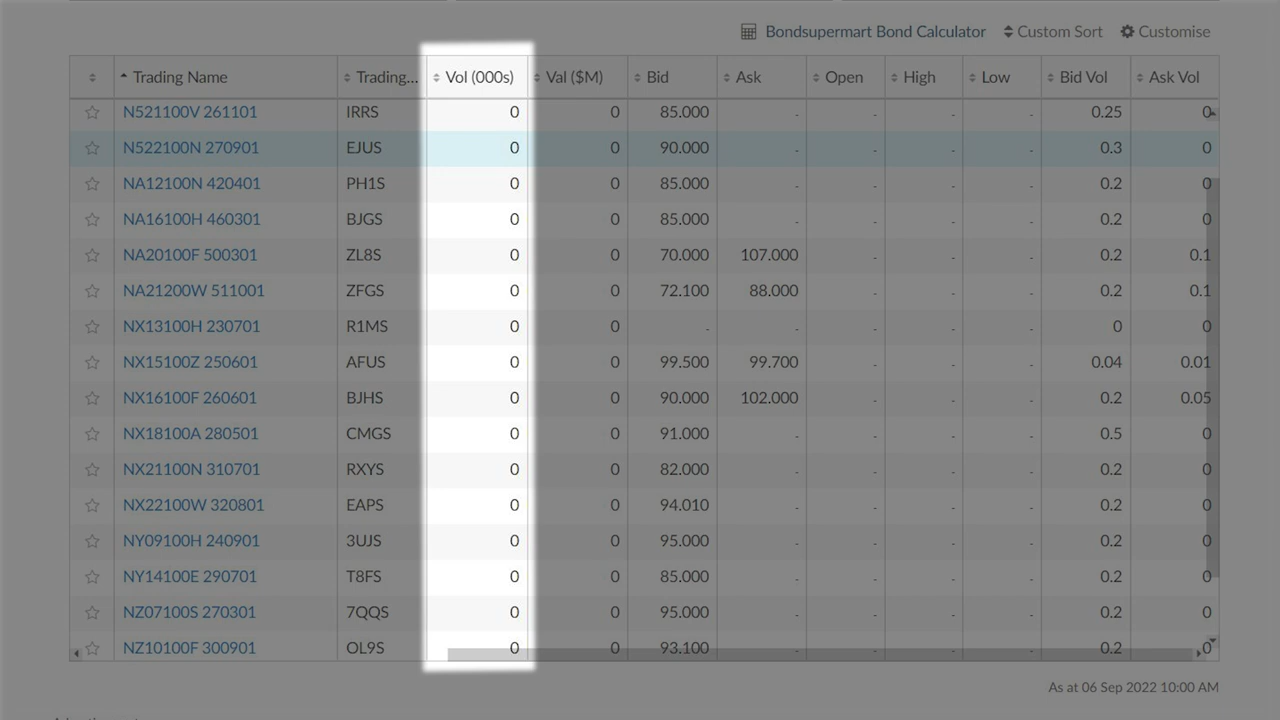 Bondsupermart Bond Calculator Custom Sort Customise
Trading Name Trading... Vol (000s) Val ($M) Bid Ask Open High Low Bid Vol Ask Vol
N521100V 261101 IRRS 0 0 85.000 - - - - 0.25 0
N522100N 270901 EJUS 0 0 90.000 - - - - 0.3 0
NA12100N 420401 PH1S 0 0 85.000 - - - - 0.2 0
NA16100H 460301 BJGS 0 0 85.000 - - - - 0.2 0
NA20100F 500301 ZL8S 0 0 70.000 107.000 - - - 0.2 0.1
NA21200W 511001 ZFGS 0 0 72.100 88.000 - - - 0.2 0.1
NX13100H 230701 R1MS 0 0 - - - - - 0 0
NX15100Z 250601 AFUS 0 0 99.500 99.700 - - - 0.04 0.01
NX16100F 260601 BJHS 0 0 90.000 102.000 - - - 0.2 0.05
NX18100A 280501 CMGS 0 0 91.000 - - - - 0.5 0
NX21100N 310701 RXYS 0 0 82.000 - - - - 0.2 0
NX22100W 320801 EAPS 0 0 94.010 - - - - 0.2 0
NY09100H 240901 3UJS 0 0 95.000 - - - - 0.2 0
NY14100E 290701 T8FS 0 0 85.000 - - - - 0.2 0
NZ07100S 270301 7QQS 0 0 95.000 - - - - 0.2 0
NZ10100F 300901 OL9S 0 0 93.100 - - - - 0.2 0
As at 06 Sep 2022 10:00 AM